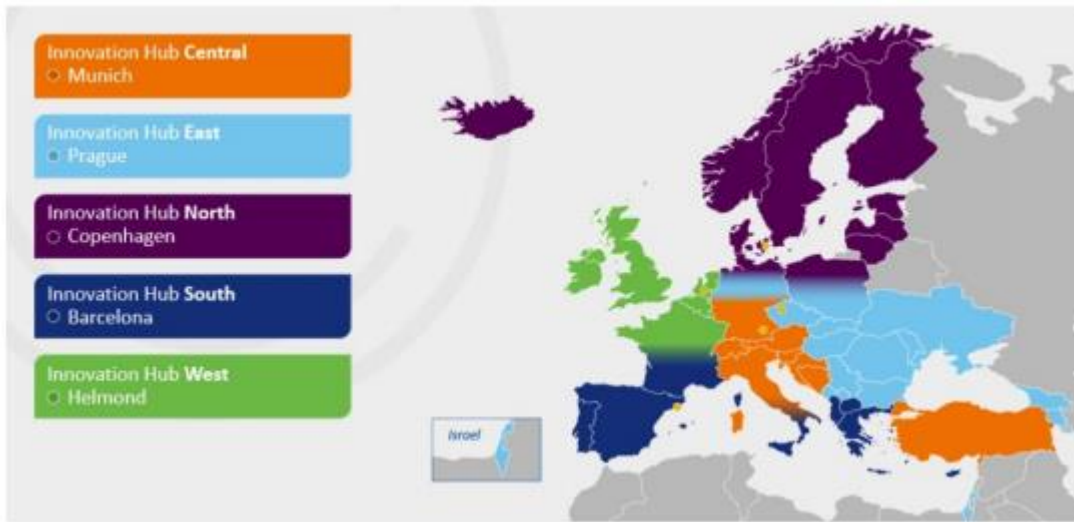 Innovation Hub Central
Munich
Innovation Hub East
Prague
Innovation Hub North
Copenhagen
Innovation Hub South
Barcelona
Innovation Hub West
Helmond
Israel